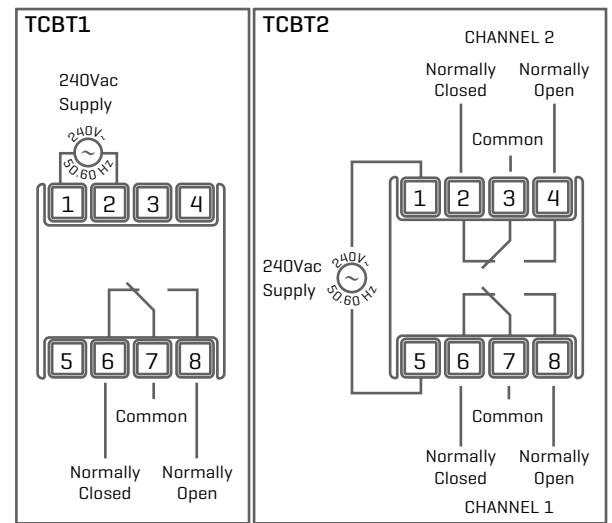 TCBT1
240Vac
Supply
240V~
50.60 Hz
1 2 3 4
5 6 7 8
Common
Normally Closed
Normally Open
TCBT2
CHANNEL 2
Normally Closed
Normally Open
Common
1 2 3 4
240Vac
Supply
240V~
50.60 Hz
5 6 7 8
Common
Normally Closed
Normally Open
CHANNEL 1